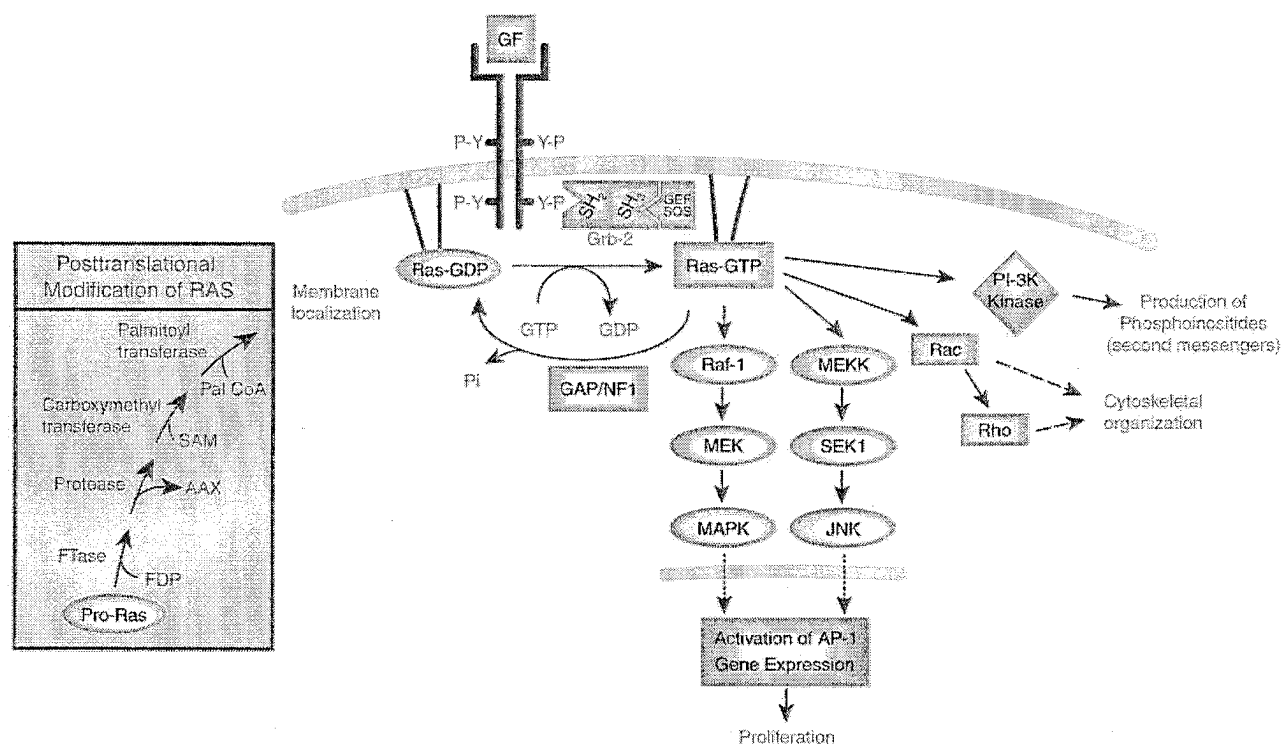 GF
P-Y
Y-P
P-Y
Y-P
SH2
SH3
GEF
SOS
Grb-2
Ras-GDP
Ras-GTP
Membrane
localization
GTP
GDP
Pi
GAP/NF1
PI-3K
Kinase
Production of
Phosphoinositides
(second messengers)
Rac
Rho
Cytoskeletal
organization
Raf-1
MEKK
MEK
SEK1
MAPK
JNK
Activation of AP-1
Gene Expression
Proliferation
Posttranslational
Modification of RAS
Palmitoyl
transferase
Pal CoA
Carboxymethyl
transferase
SAM
Protease
AAX
FTase
FDP
Pro-Ras